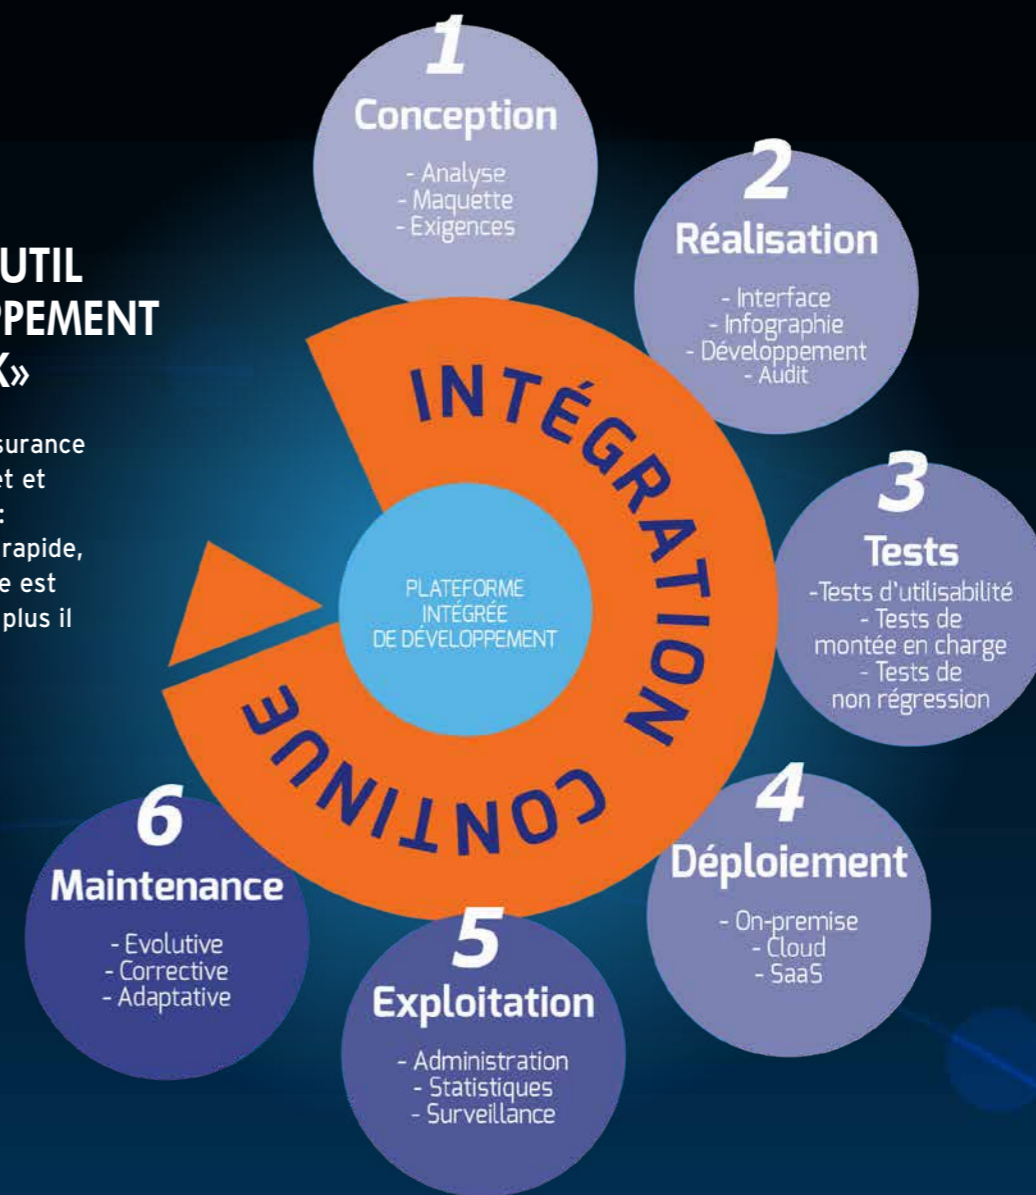 UTIL
PPEMENT
X»
surance
et et
:
rapide,
e est
plus il
1
Conception
- Analyse
- Maquette
- Exigences
2
Réalisation
- Interface
- Infographie
- Développement
- Audit
3
Tests
-Tests d'utilisabilité
- Tests de
montée en charge
- Tests de
non régression
4
Déploiement
- On-premise
- Cloud
- SaaS
5
Exploitation
- Administration
- Statistiques
- Surveillance
6
Maintenance
- Evolutive
- Corrective
- Adaptative
INTÉGRATION CONTINUE
PLATEFORME
INTÉGRÉE
DE DÉVELOPPEMENT